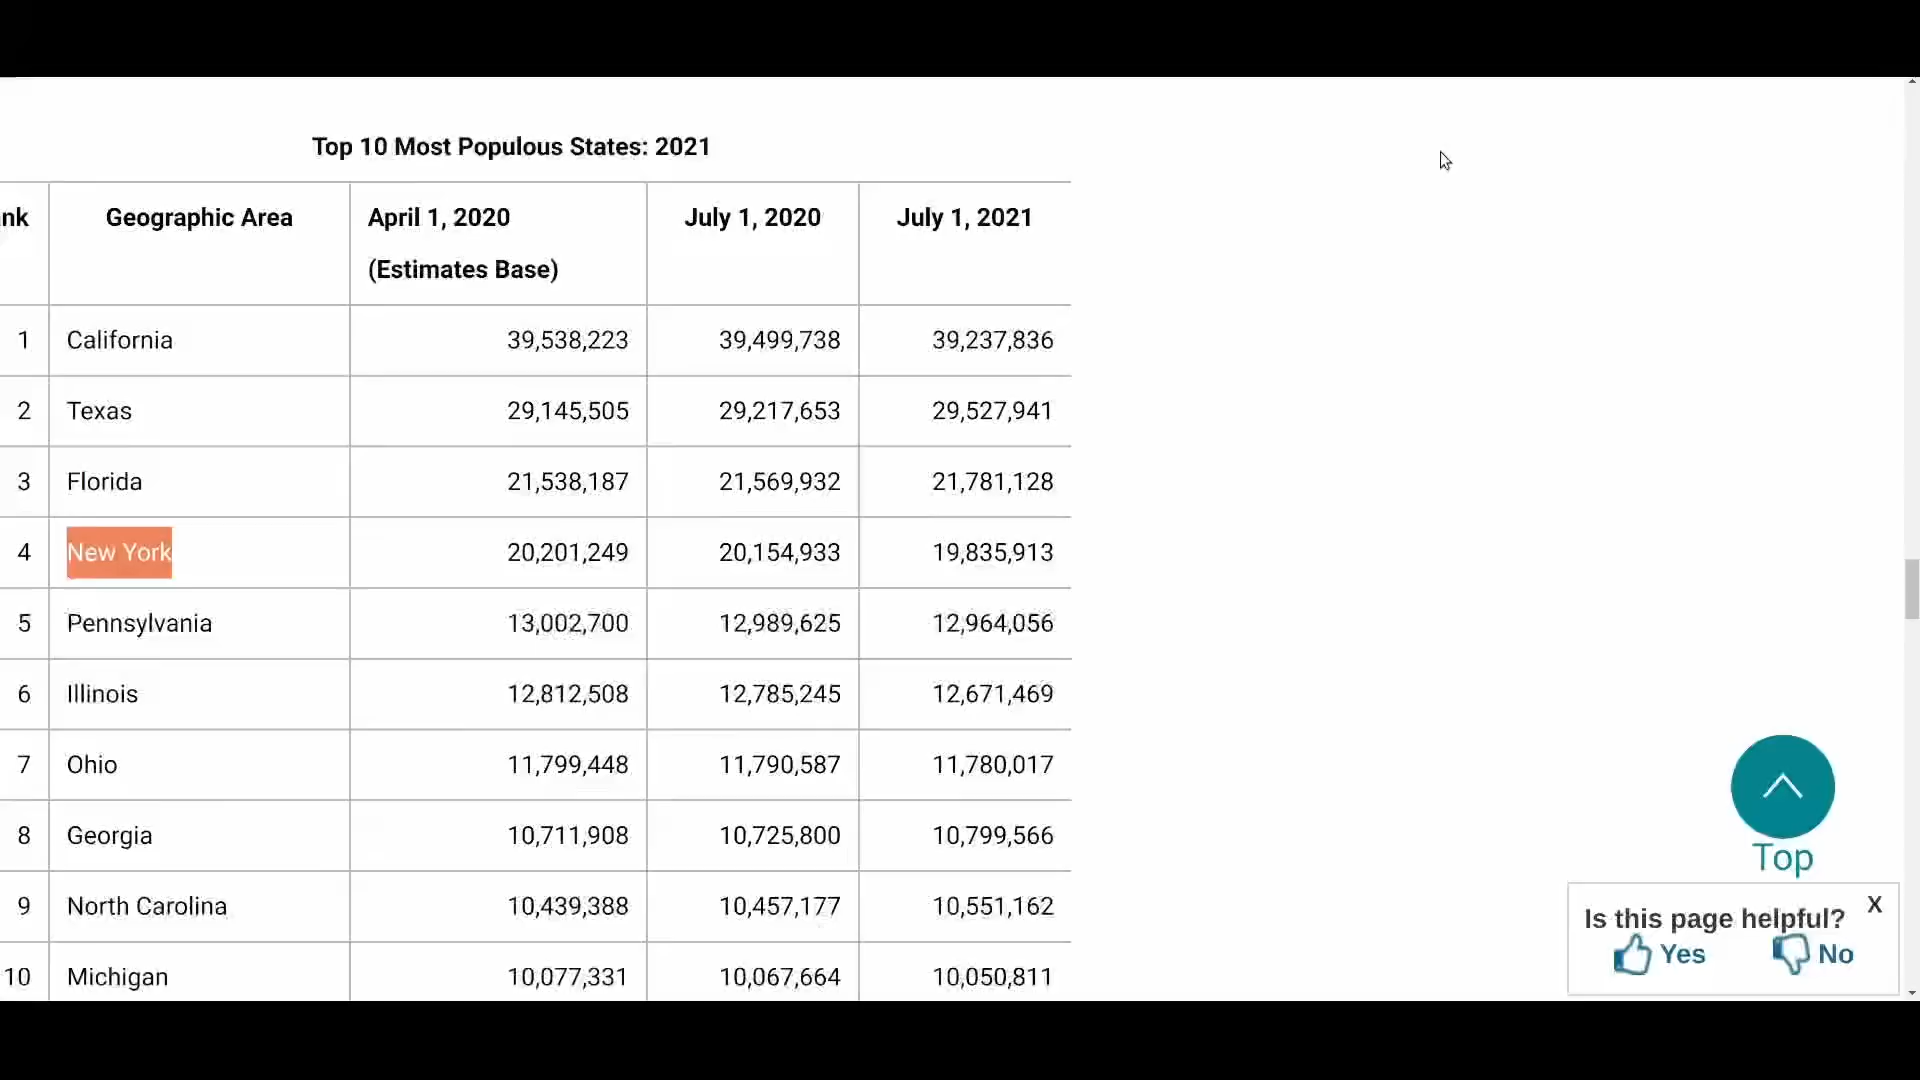 Top 10 Most Populous States: 2021
nk Geographic Area April 1, 2020 July 1, 2020 July 1, 2021
(Estimates Base)
1 California 39,538,223 39,499,738 39,237,836
2 Texas 29,145,505 29,217,653 29,527,941
3 Florida 21,538,187 21,569,932 21,781,128
4 New York 20,201,249 20,154,933 19,835,913
5 Pennsylvania 13,002,700 12,989,625 12,964,056
6 Illinois 12,812,508 12,785,245 12,671,469
7 Ohio 11,799,448 11,790,587 11,780,017
8 Georgia 10,711,908 10,725,800 10,799,566
9 North Carolina 10,439,388 10,457,177 10,551,162
10 Michigan 10,077,331 10,067,664 10,050,811
Top
X
Is this page helpful?
Yes No